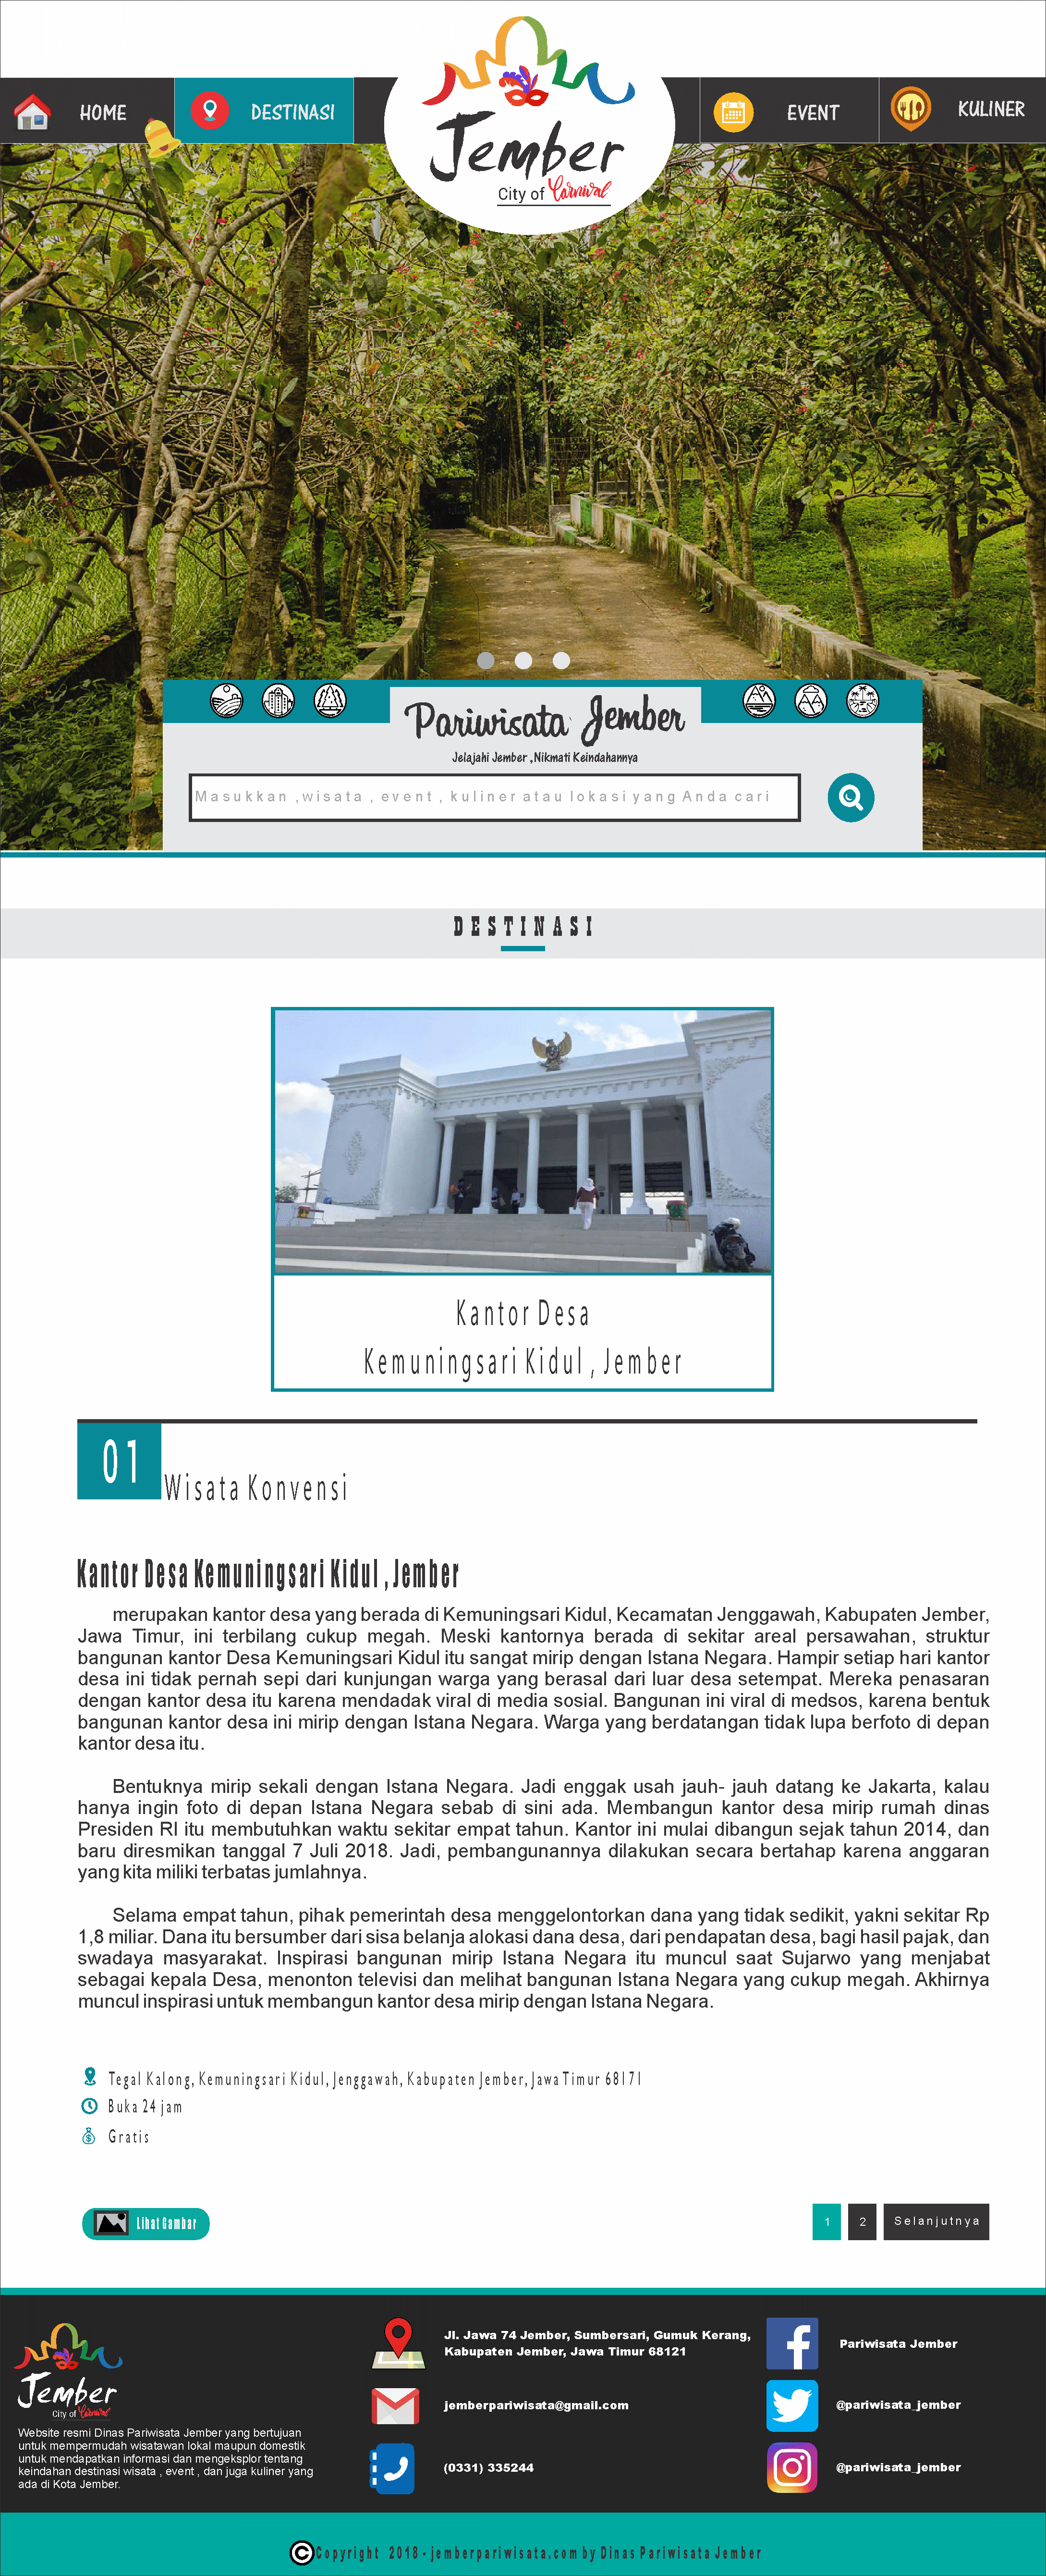 HOME
DESTINASI
Jember
City of Carnival
EVENT
KULINER
Pariwisata Jember
Jelajahi Jember ,Nikmati Keindahannya
Masukkan ,wisata , event , kuliner atau lokasi yang Anda cari
DESTINASI
Kantor Desa
Kemuningsari Kidul , Jember
01
Wisata Konvensi
Kantor Desa Kemuningsari Kidul , Jember
merupakan kantor desa yang berada di Kemuningsari Kidul, Kecamatan Jenggawah, Kabupaten Jember,
Jawa Timur, ini terbilang cukup megah. Meski kantornya berada di sekitar areal persawahan, struktur
bangunan kantor Desa Kemuningsari Kidul itu sangat mirip dengan Istana Negara. Hampir setiap hari kantor
desa ini tidak pernah sepi dari kunjungan warga yang berasal dari luar desa setempat. Mereka penasaran
dengan kantor desa itu karena mendadak viral di media sosial. Bangunan ini viral di medsos, karena bentuk
bangunan kantor desa ini mirip dengan Istana Negara. Warga yang berdatangan tidak lupa berfoto di depan
kantor desa itu.
Bentuknya mirip sekali dengan Istana Negara. Jadi enggak usah jauh- jauh datang ke Jakarta, kalau
hanya ingin foto di depan Istana Negara sebab di sini ada. Membangun kantor desa mirip rumah dinas
Presiden RI itu membutuhkan waktu sekitar empat tahun. Kantor ini mulai dibangun sejak tahun 2014, dan
baru diresmikan tanggal 7 Juli 2018. Jadi, pembangunannya dilakukan secara bertahap karena anggaran
yang kita miliki terbatas jumlahnya.
Selama empat tahun, pihak pemerintah desa menggelontorkan dana yang tidak sedikit, yakni sekitar Rp
1,8 miliar. Dana itu bersumber dari sisa belanja alokasi dana desa, dari pendapatan desa, bagi hasil pajak, dan
swadaya masyarakat. Inspirasi bangunan mirip Istana Negara itu muncul saat Sujarwo yang menjabat
sebagai kepala Desa, menonton televisi dan melihat bangunan Istana Negara yang cukup megah. Akhirnya
muncul inspirasi untuk membangun kantor desa mirip dengan Istana Negara.
Tegal Kalong, Kemuningsari Kidul, Jenggawah, Kabupaten Jember, Jawa Timur 68171
Buka 24 jam
Gratis
Lihat Gambar
1
2
Selanjutnya
Jember
City of Carnival
Website resmi Dinas Pariwisata Jember yang bertujuan
untuk mempermudah wisatawan lokal maupun domestik
untuk mendapatkan informasi dan mengeksplor tentang
keindahan destinasi wisata , event , dan juga kuliner yang
ada di Kota Jember.
Jl. Jawa 74 Jember, Sumbersari, Gumuk Kerang,
Kabupaten Jember, Jawa Timur 68121
jemberpariwisata@gmail.com
(0331) 335244
Pariwisata Jember
@pariwisata_jember
@pariwisata_jember
©Copyright 2018 - jemberpariwisata.com by Dinas Pariwisata Jember